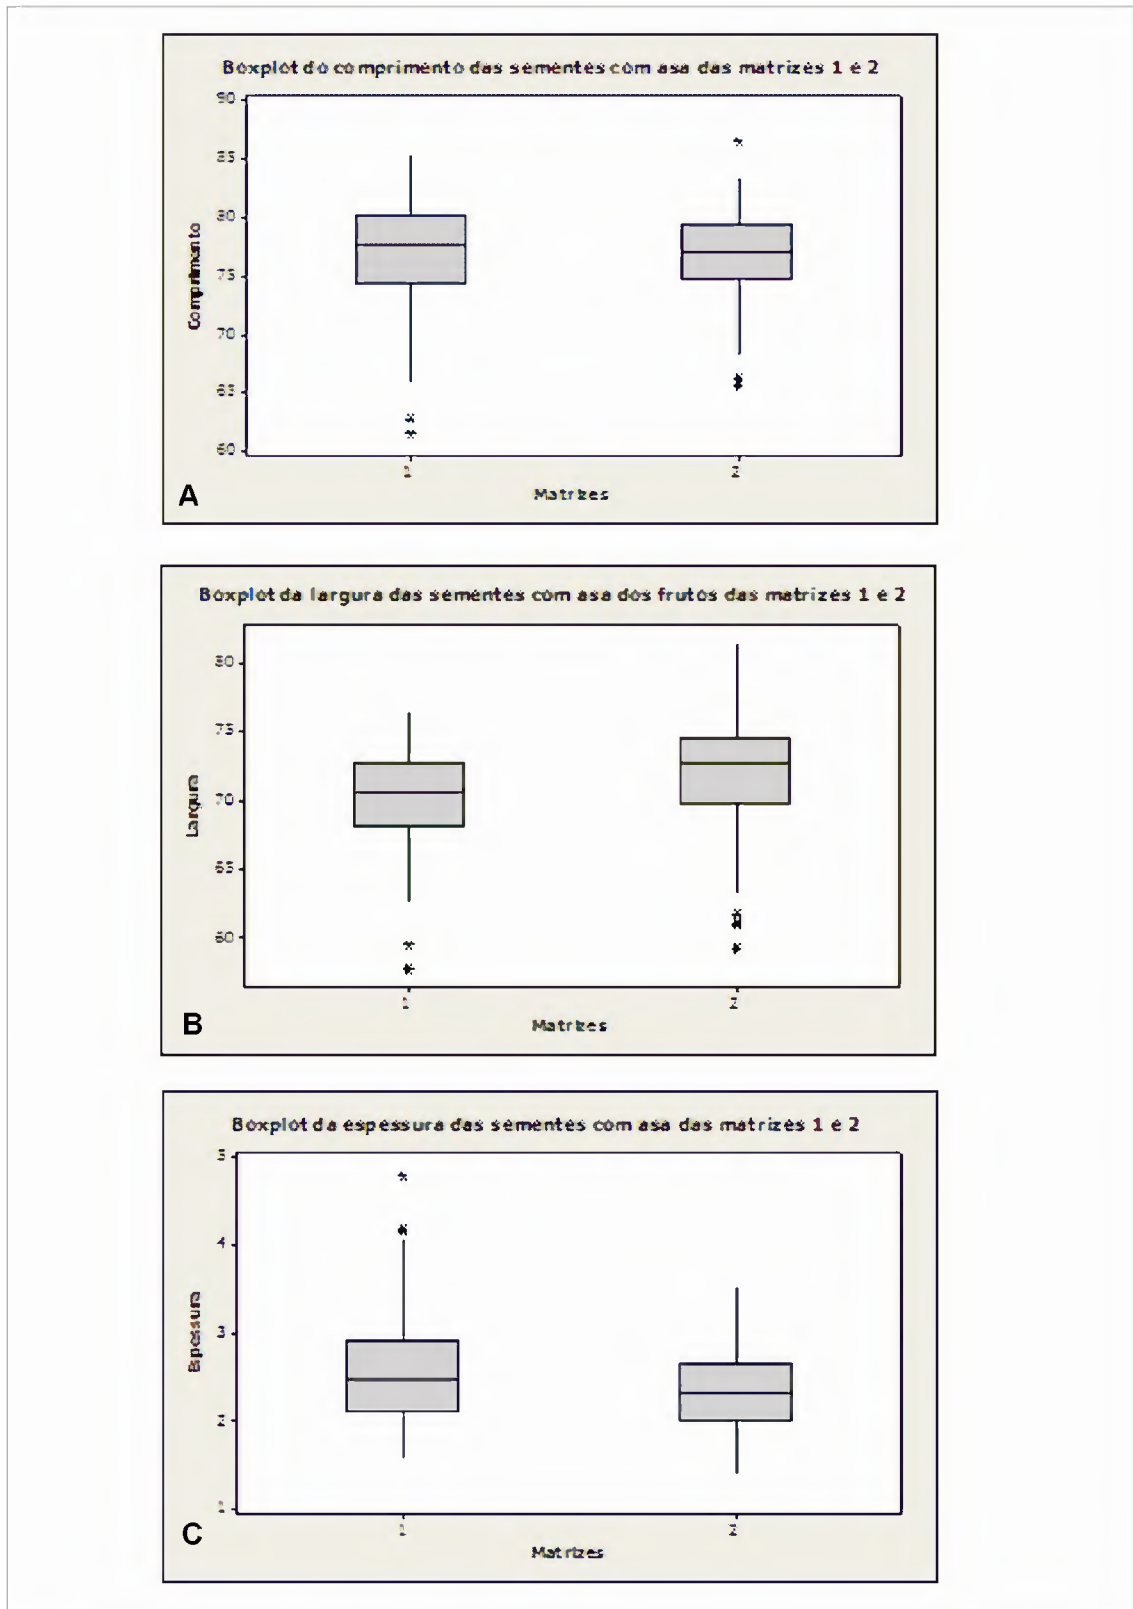 Boxplot do comprimento das sementes com asa das matrizes 1 e 2
90
85
80
75
70
65
60
Comprimento
1 2
Matrizes
A
Boxplot da largura das sementes com asa dos frutos das matrizes 1 e 2
80
75
70
65
60
Largura
1 2
Matrizes
B
Boxplot da espessura das sementes com asa das matrizes 1 e 2
5
4
3
2
1
Espessura
1 2
Matrizes
C